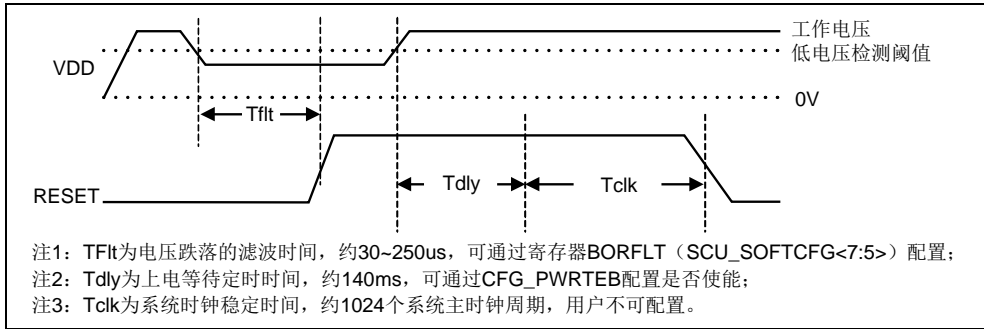 工作电压
VDD
低电压检测阈值
0V
Tflt
Tdly
Tclk
RESET
注1：TFlt为电压跌落的滤波时间，约30~250us，可通过寄存器BORFLT（SCU_SOFTCFG<7:5>）配置；
注2：Tdly为上电等待定时时间，约140ms，可通过CFG_PWRTEB配置是否使能；
注3：Tclk为系统时钟稳定时间，约1024个系统主时钟周期，用户不可配置。